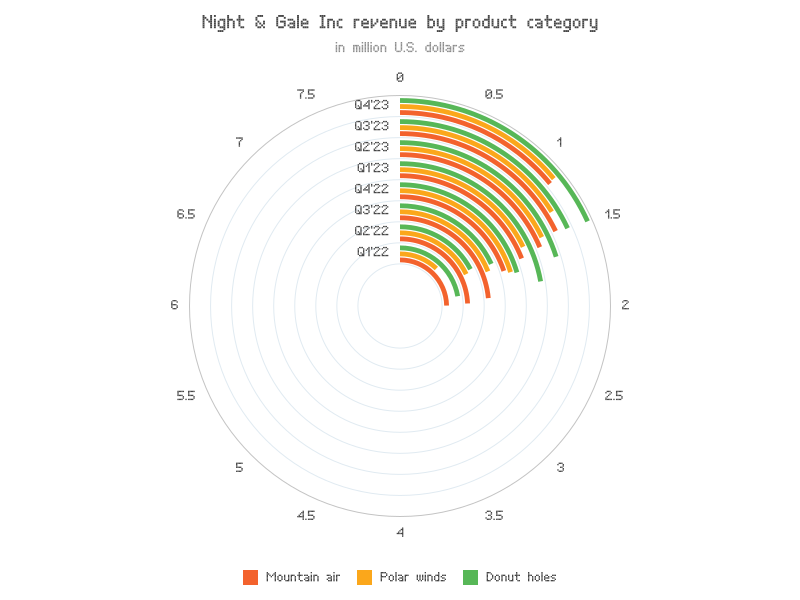 Night & Gale Inc revenue by product category
in million U.S. dollars
0
0.5
1
1.5
2
2.5
3
3.5
4
4.5
5
5.5
6
6.5
7
7.5
Q4'23
Q3'23
Q2'23
Q1'23
Q4'22
Q3'22
Q2'22
Q1'22
Mountain air
Polar winds
Donut holes